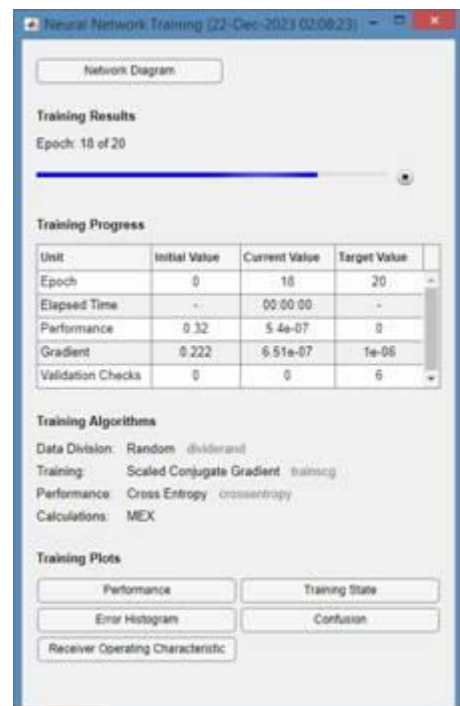 Neural Network Training (22-Dec-2023 02:08:23)
Network Diagram
Training Results
Epoch: 18 of 20
Training Progress
Unit Initial Value Current Value Target Value
Epoch 0 18 20
Elapsed Time - 00:00:00 -
Performance 0.32 5.4e-07 0
Gradient 0.222 6.51e-07 1e-06
Validation Checks 0 0 6
Training Algorithms
Data Division: Random dividerand
Training: Scaled Conjugate Gradient trainscg
Performance: Cross Entropy crossentropy
Calculations: MEX
Training Plots
Performance Training State
Error Histogram Confusion
Receiver Operating Characteristic